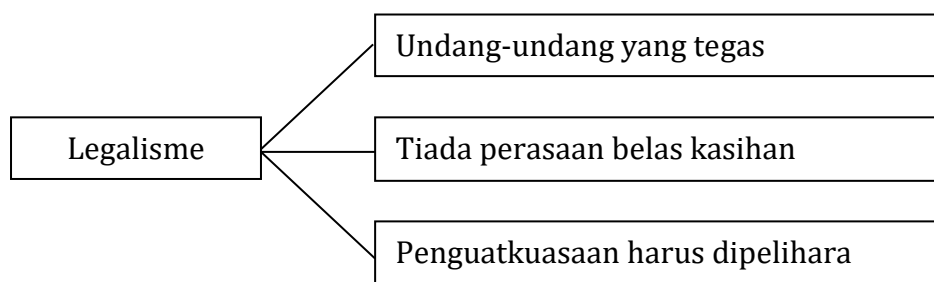 Undang-undang yang tegas
Legalisme
Tiada perasaan belas kasihan
Penguatkuasaan harus dipelihara